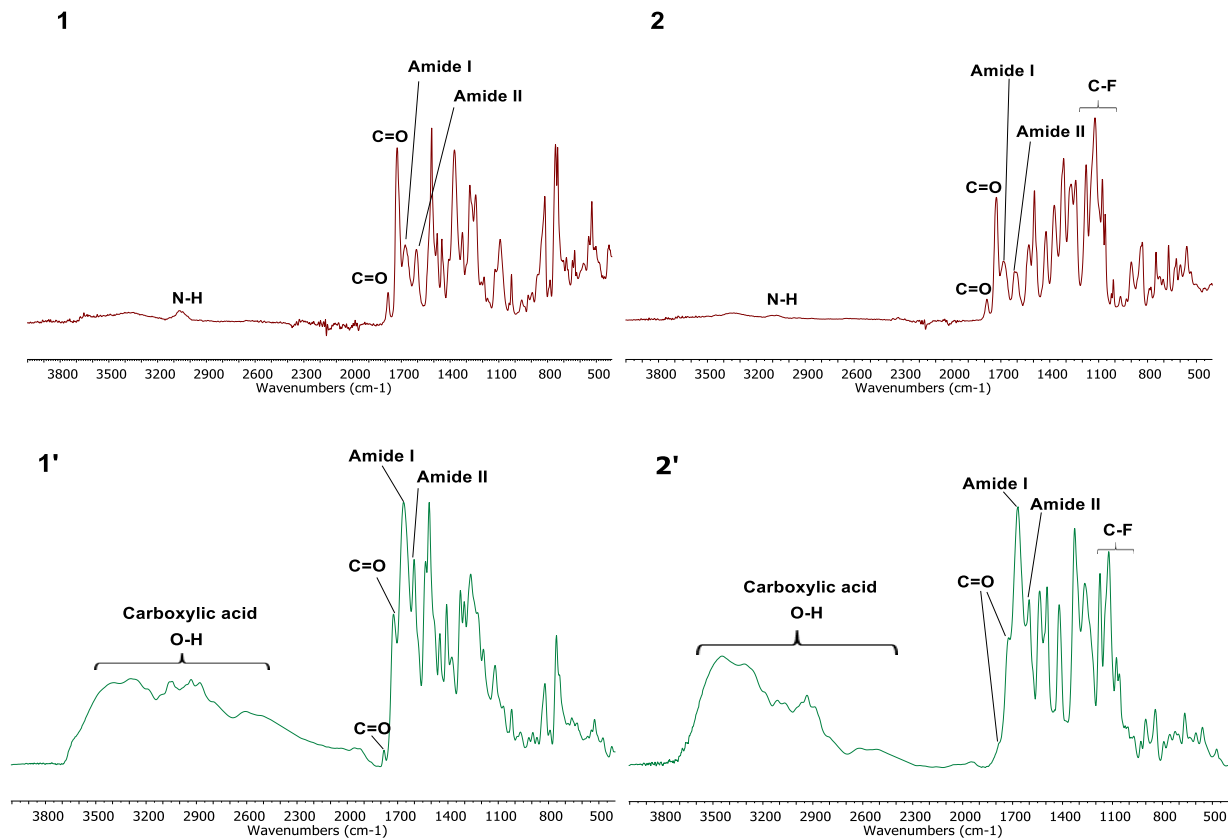 1
Amide I
Amide II
C=O
C=O
N-H
3800 3500 3200 2900 2600 2300 2000 1700 1400 1100 800 500
Wavenumbers (cm-1)
2
Amide I
C-F
Amide II
C=O
C=O
N-H
3800 3500 3200 2900 2600 2300 2000 1700 1400 1100 800 500
Wavenumbers (cm-1)
1'
Amide I
Amide II
C=O
Carboxylic acid
O-H
C=O
3800 3500 3200 2900 2600 2300 2000 1700 1400 1100 800 500
Wavenumbers (cm-1)
2'
Amide I
Amide II
C-F
C=O
Carboxylic acid
O-H
3800 3500 3200 2900 2600 2300 2000 1700 1400 1100 800 500
Wavenumbers (cm-1)